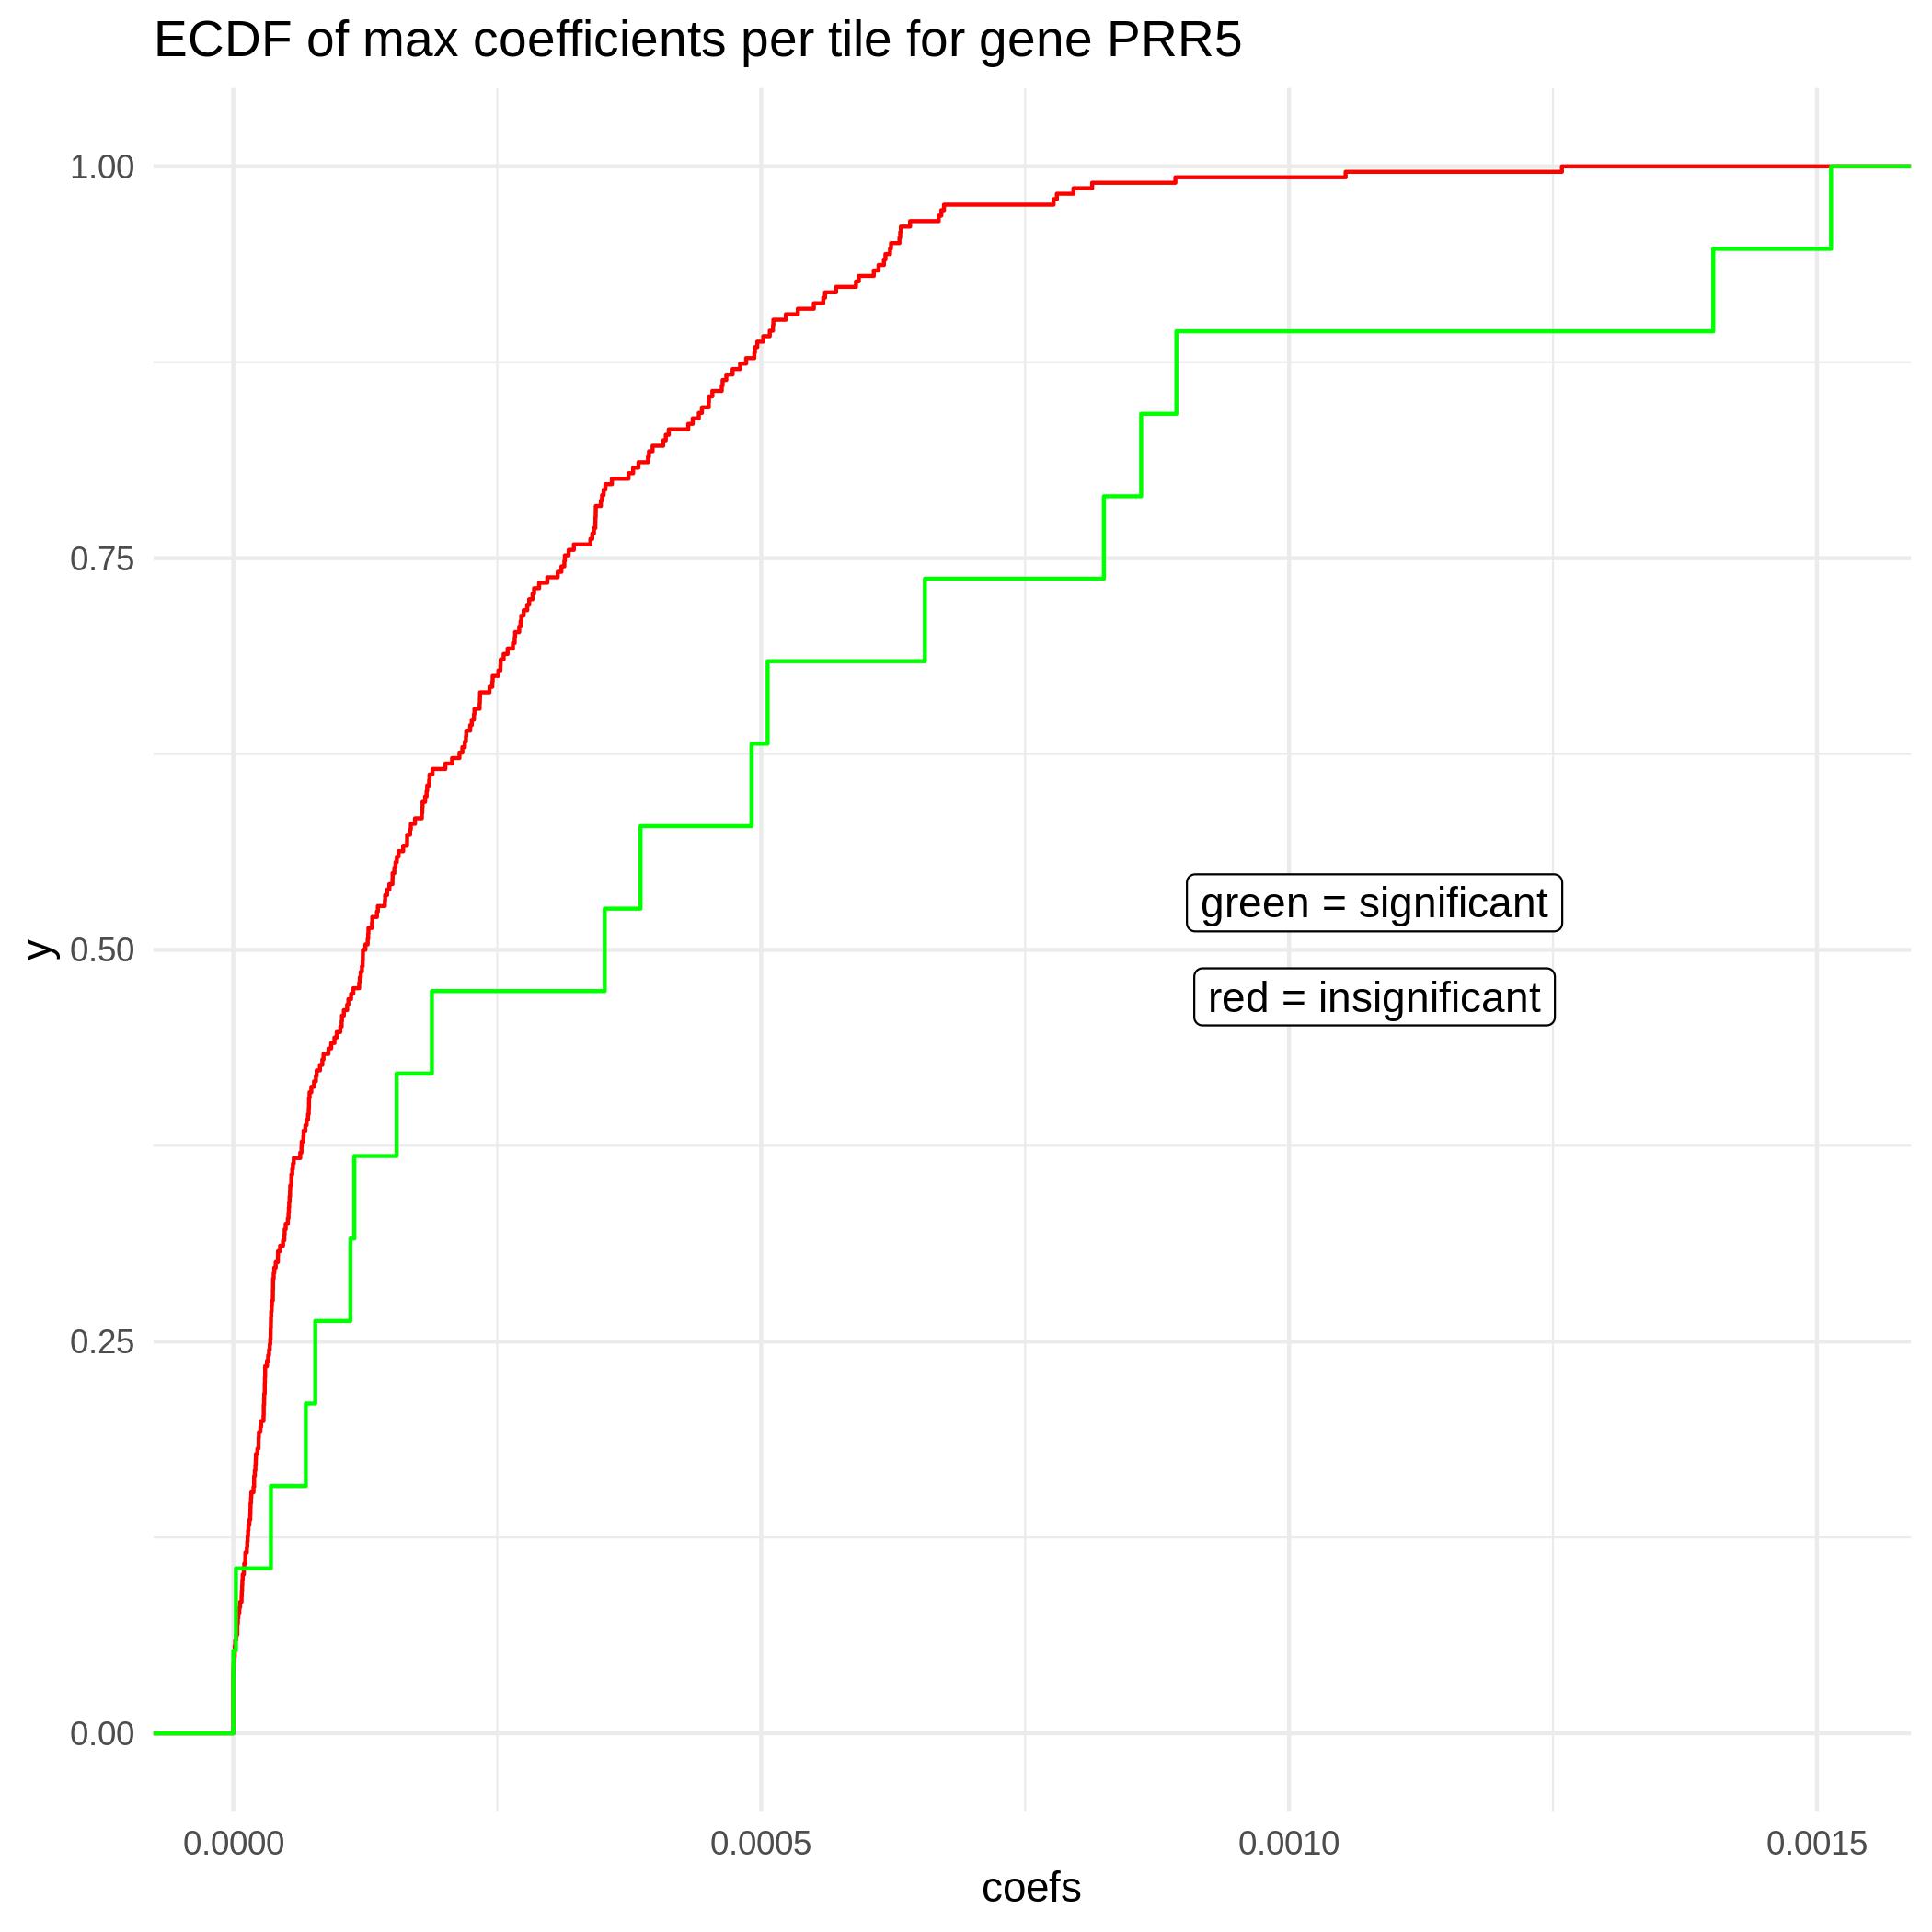 ECDF of max coefficients per tile for gene PRR5
1.00
0.75
0.50
0.25
0.00
y
green = significant
red = insignificant
0.0000
0.0005
0.0010
0.0015
coefs